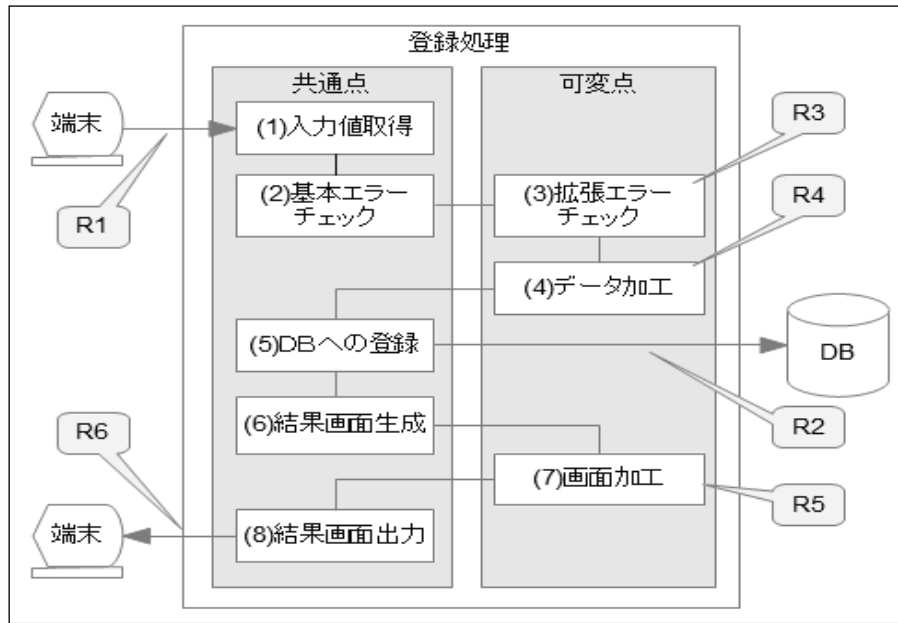 登録処理
共通点
可変点
端末
(1)入力値取得
R3
(2)基本エラー
チェック
(3)拡張エラー
チェック
R4
R1
(4)データ加工
(5)DBへの登録
DB
R6
(6)結果画面生成
R2
(7)画面加工
R5
端末
(8)結果画面出力